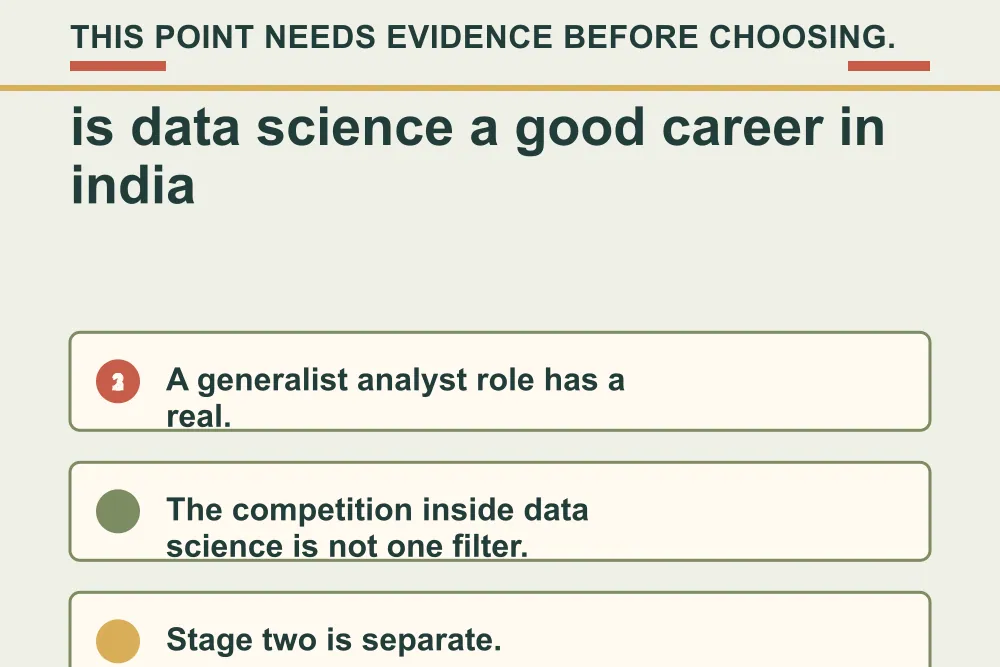 THIS POINT NEEDS EVIDENCE BEFORE CHOOSING.
is data science a good career in
india
A generalist analyst role has a
real.
The competition inside data
science is not one filter.
Stage two is separate.